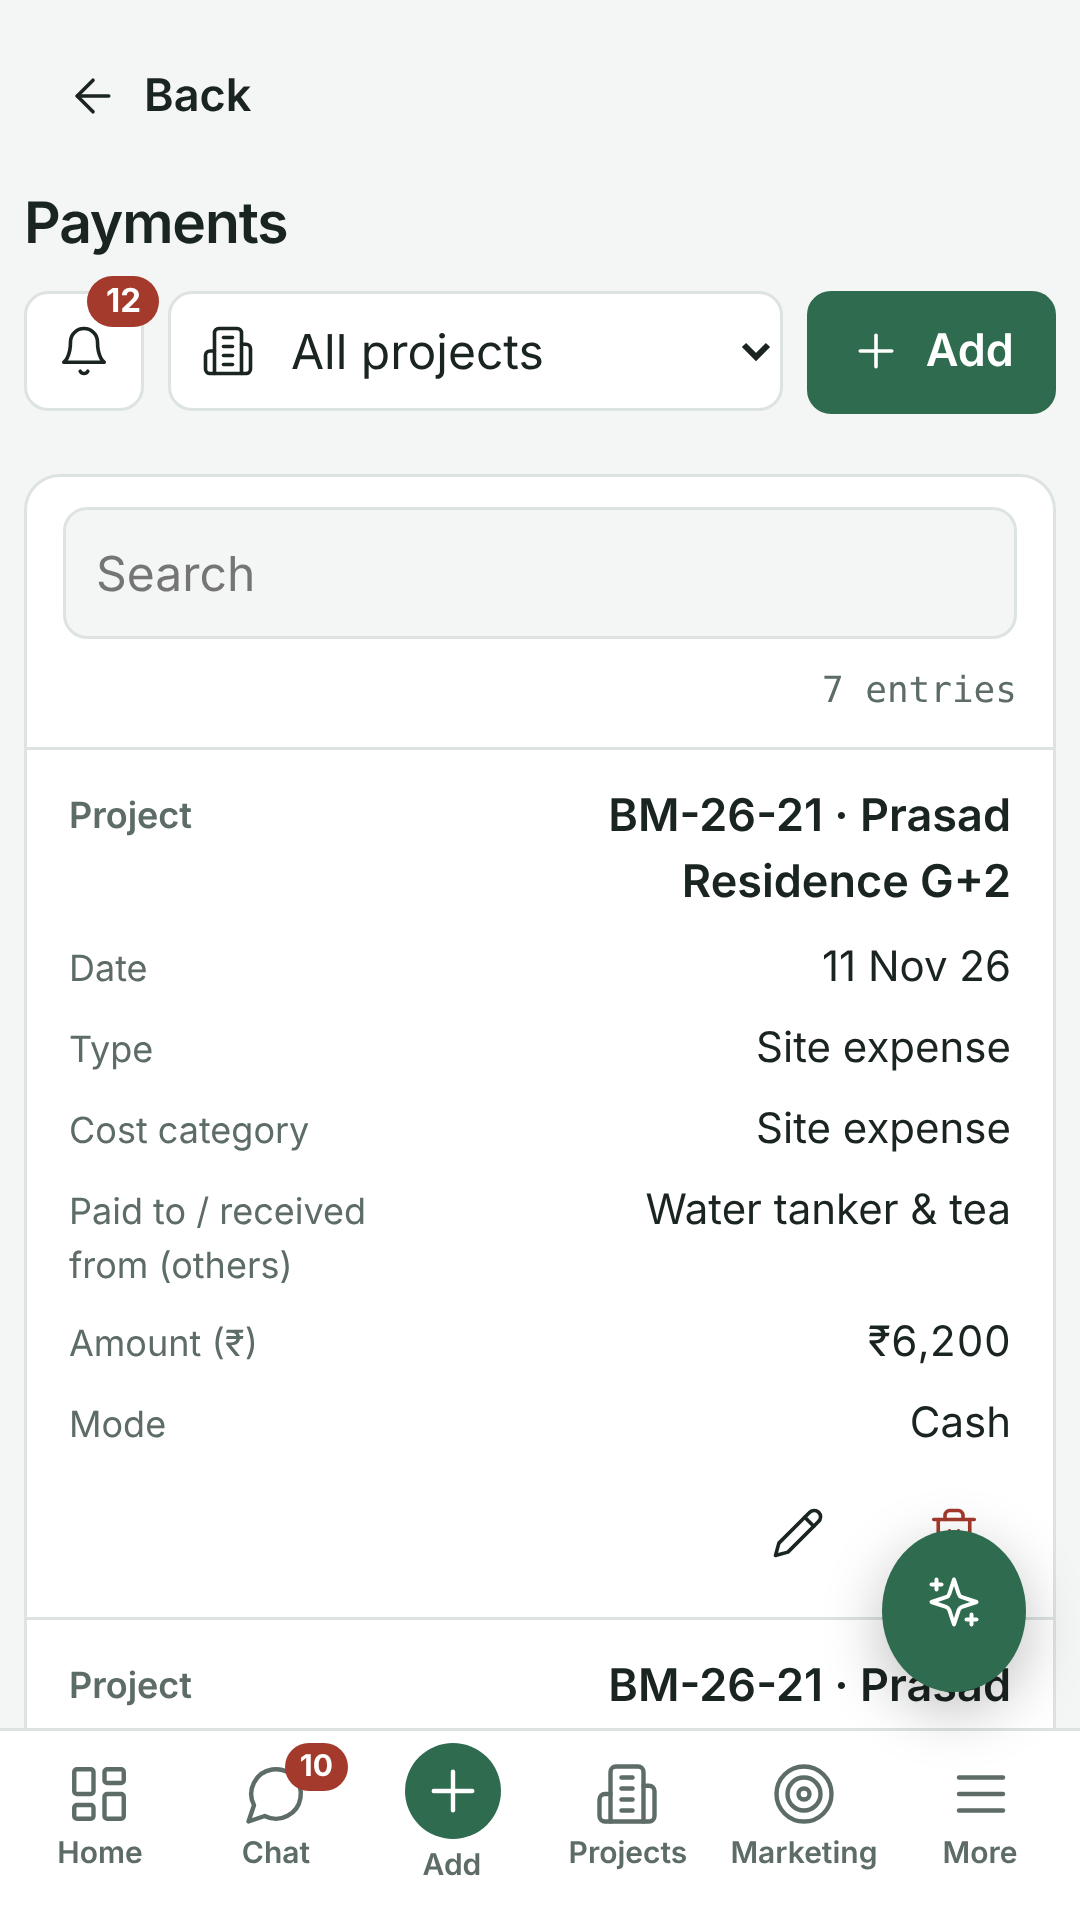 Back
Payments
12
All projects
Add
Search
7 entries
Project
BM-26-21 · Prasad
Residence G+2
Date
11 Nov 26
Type
Site expense
Cost category
Site expense
Paid to / received
from (others)
Water tanker & tea
Amount (₹)
₹6,200
Mode
Cash
Project
BM-26-21 · Prasad
10
Home
Chat
Add
Projects
Marketing
More